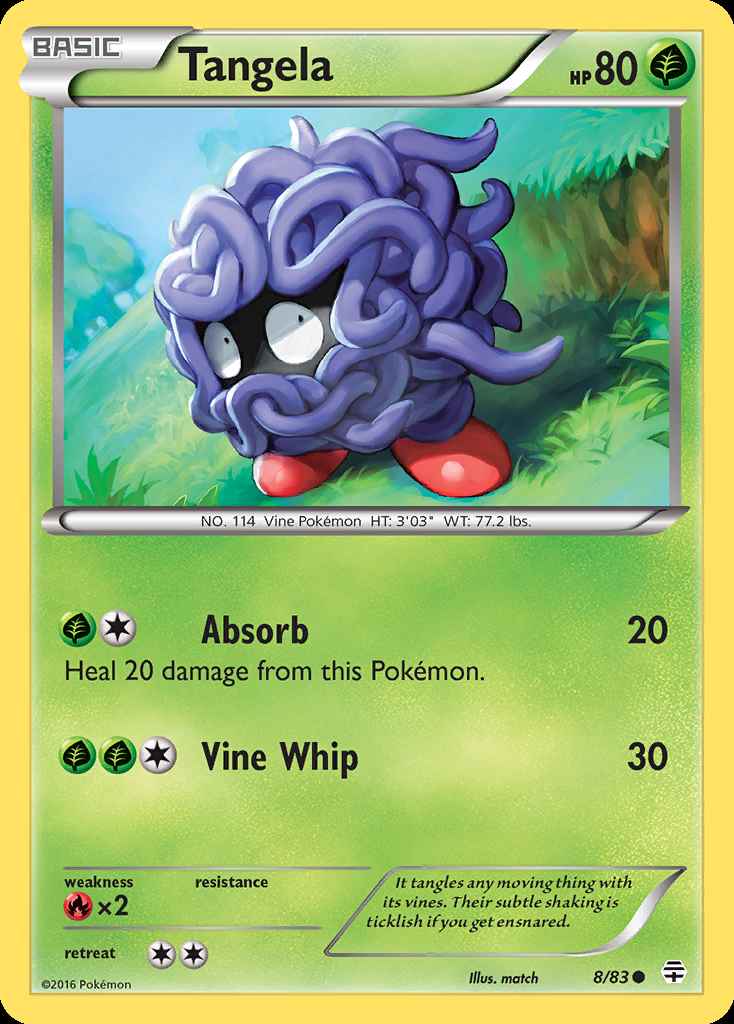 BASIC
Tangela
HP 80
NO. 114 Vine Pokémon HT: 3'03" WT: 77.2 lbs.
Absorb 20
Heal 20 damage from this Pokémon.
Vine Whip 30
weakness resistance
×2
It tangles any moving thing with
its vines. Their subtle shaking is
ticklish if you get ensnared.
retreat
©2016 Pokémon
Illus. match
8/83